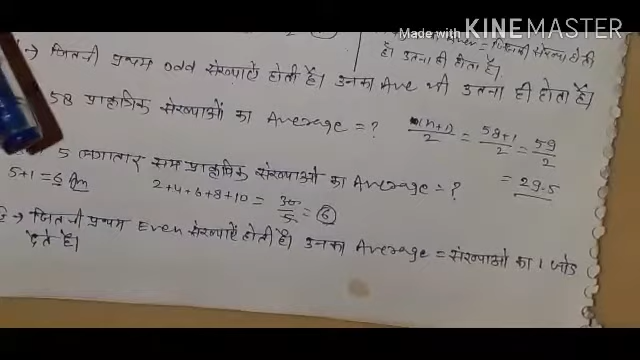 Made with KINEMASTER
है। उतना ही होता है।
→ जितनी प्रथम odd संख्याएँ होती हैं। उनका Ave भी उतना ही होता है।
58 प्राकृतिक संख्याओं का Average = ? (n+1)/2 = 58+1/2 = 59/2
= 29.5
5 लगातार सम प्राकृतिक संख्याओं का Average = ?
5+1 = 6 Ans 2+4+6+8+10 = 30/5 = 6
→ जितनी प्रथम Even संख्याएँ होती हैं। उनका Average = संख्याओं का 1 जोड़
देते हैं।